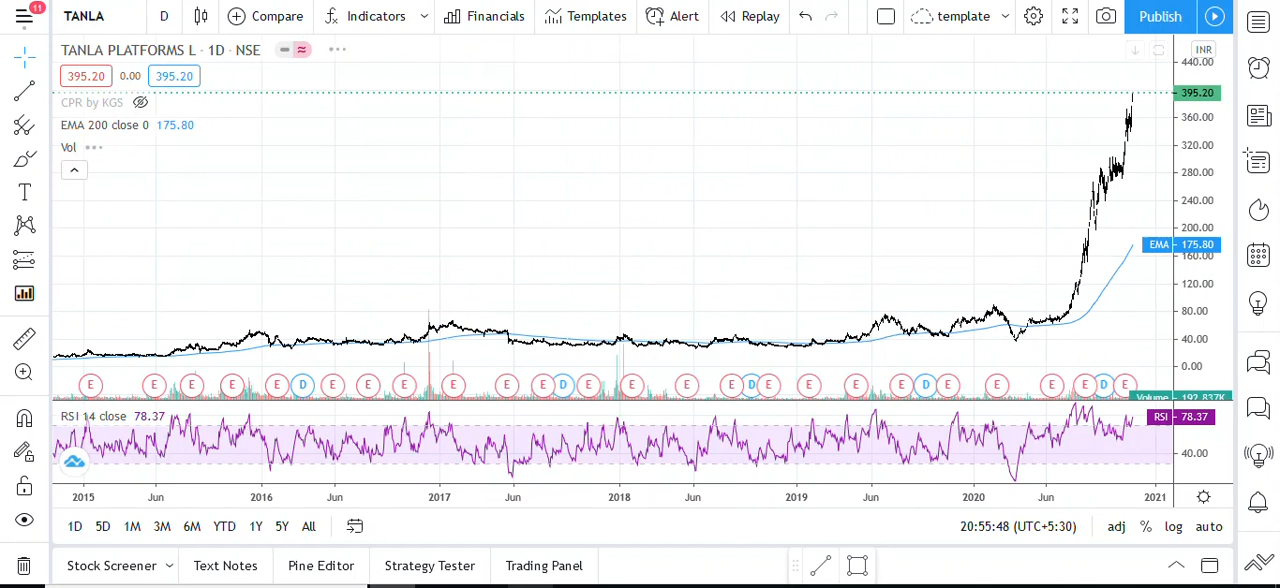 11
TANLA D Compare Indicators Financials Templates Alert Replay template Publish
TANLA PLATFORMS L · 1D · NSE
INR
395.20 0.00 395.20
CPR by KGS
EMA 200 close 0 175.80
Vol
440.00
395.20
360.00
320.00
280.00
240.00
200.00
EMA 175.80
160.00
120.00
80.00
40.00
0.00
E E E E E D E E E E E E D E E E E D E E E E D E E E E D E
Volume 192.837K
RSI 14 close 78.37
RSI 78.37
40.00
2015 Jun 2016 Jun 2017 Jun 2018 Jun 2019 Jun 2020 Jun 2021
1D 5D 1M 3M 6M YTD 1Y 5Y All
20:55:48 (UTC+5:30) adj % log auto
Stock Screener Text Notes Pine Editor Strategy Tester Trading Panel